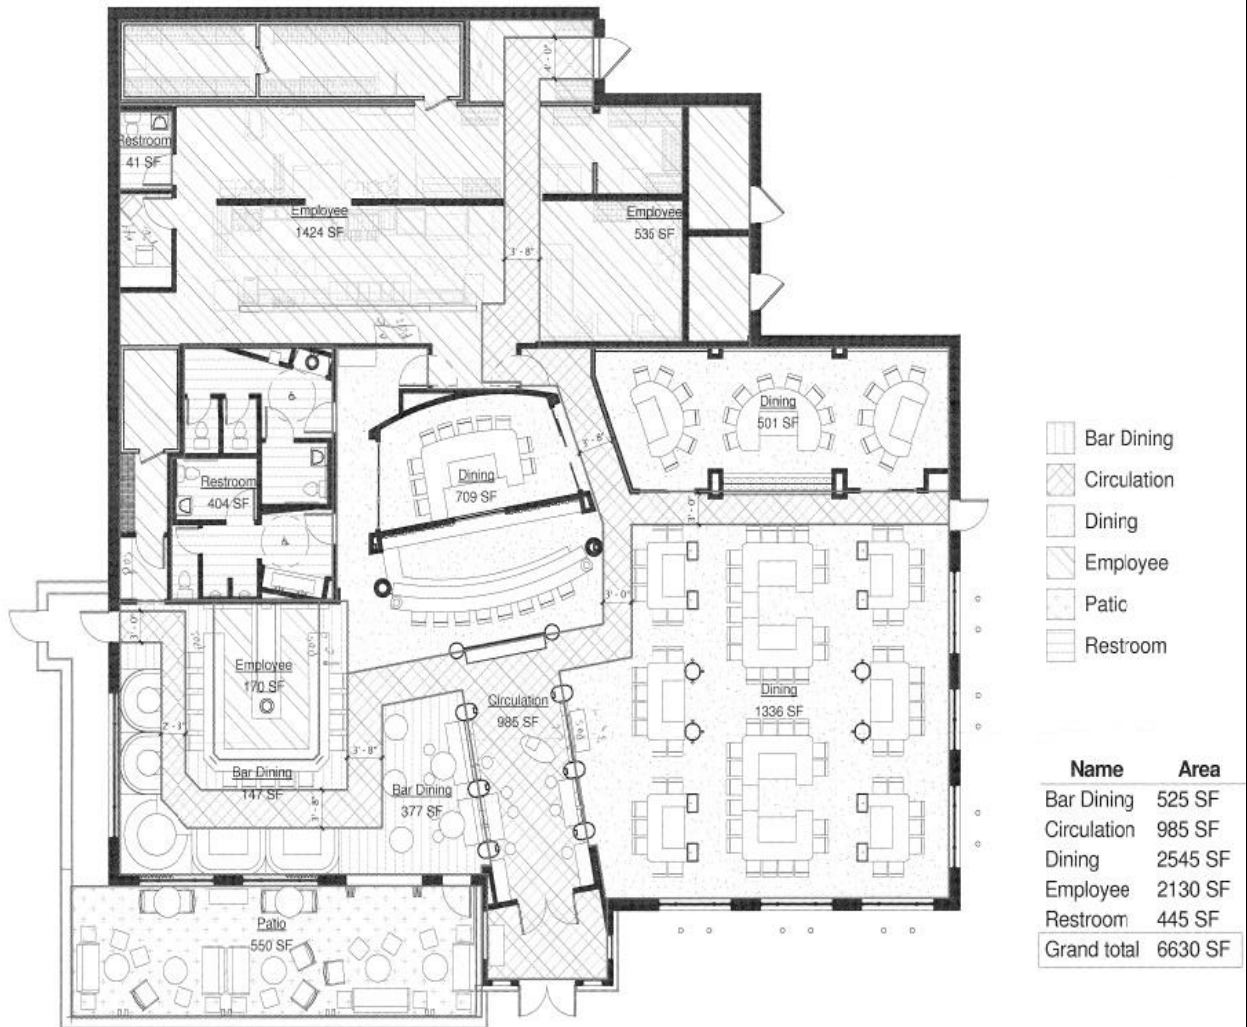 4' - 0"
Restroom
41 SF
Employee
1424 SF
Employee
535 SF
3' - 8"
Dining
501 SF
3' - 8"
Dining
709 SF
Restroom
404 SF
3' - 0"
3' - 0"
3' - 0"
Employee
170 SF
Circulation
985 SF
Dining
1336 SF
2' - 3"
3' - 8"
Bar Dining
147 SF
3' - 8"
Bar Dining
377 SF
POS
Patio
550 SF
Bar Dining
Circulation
Dining
Employee
Patio
Restroom
Name Area
Bar Dining 525 SF
Circulation 985 SF
Dining 2545 SF
Employee 2130 SF
Restroom 445 SF
Grand total 6630 SF